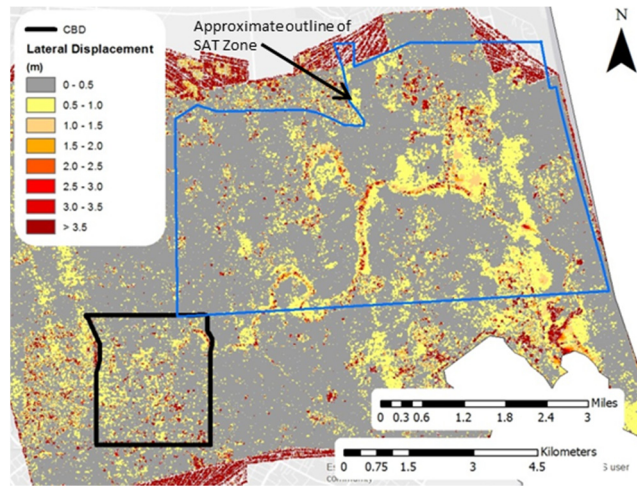 Approximate outline of
SAT Zone
N
CBD
Lateral Displacement
(m)
0 - 0.5
0.5 - 1.0
1.0 - 1.5
1.5 - 2.0
2.0 - 2.5
2.5 - 3.0
3.0 - 3.5
> 3.5
Miles
0 0.3 0.6 1.2 1.8 2.4 3
Kilometers
0 0.75 1.5 3 4.5
S user
community